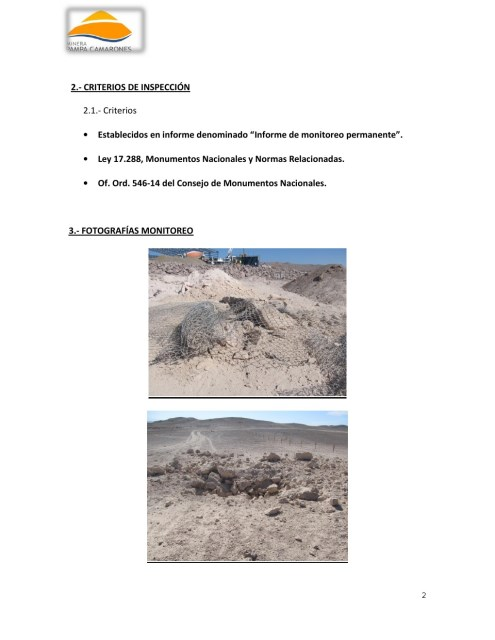 MINERA
PAMPA CAMARONES
2.- CRITERIOS DE INSPECCIÓN
2.1.- Criterios
• Establecidos en informe denominado “Informe de monitoreo permanente”.
• Ley 17.288, Monumentos Nacionales y Normas Relacionadas.
• Of. Ord. 546-14 del Consejo de Monumentos Nacionales.
3.- FOTOGRAFÍAS MONITOREO
2